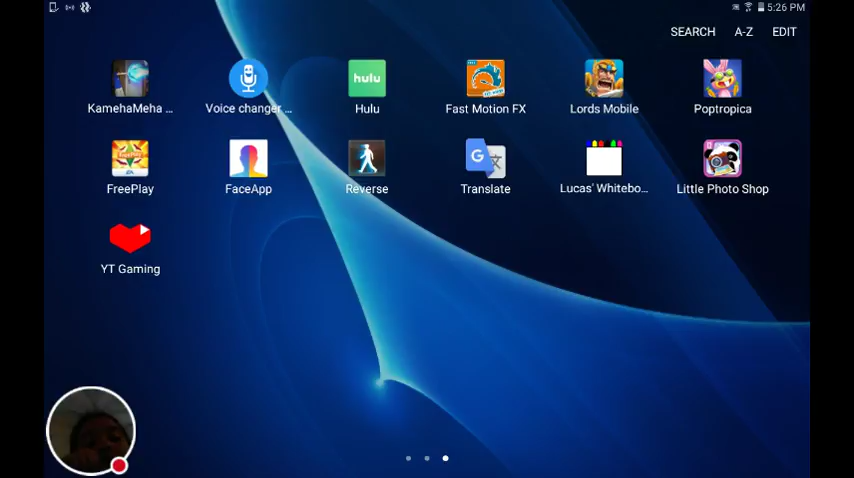 5:26 PM
SEARCH A-Z EDIT
hulu
KamehaMeha ... Voice changer ... Hulu Fast Motion FX Lords Mobile Poptropica
G
FreePlay FaceApp Reverse Translate Lucas' Whitebo... Little Photo Shop
YT Gaming